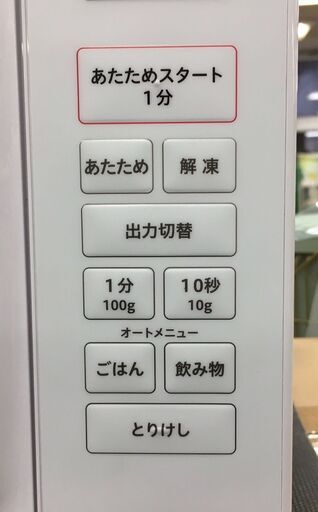 あたためスタート
1分
あたため 解凍
出力切替
1分 10秒
100g 10g
オートメニュー
ごはん 飲み物
とりけし